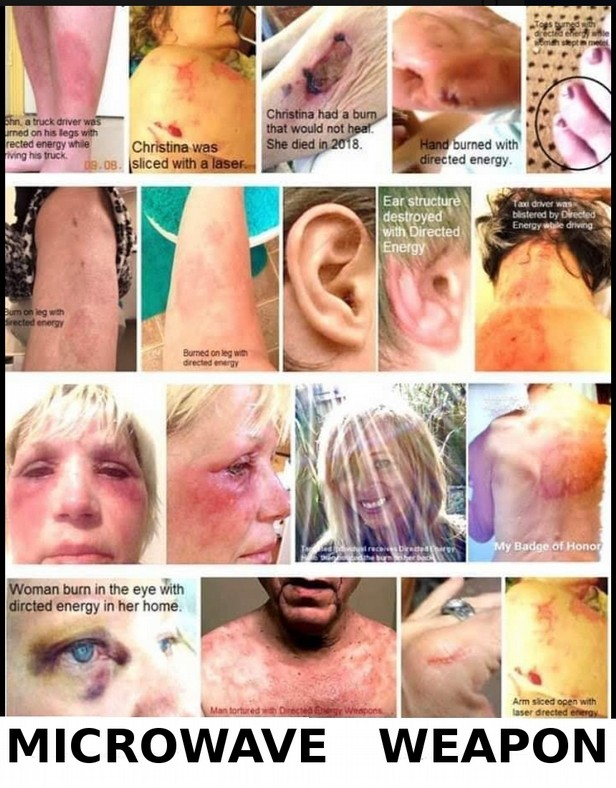 ohn, a truck driver was
urned on his llegs with
rected energy while
riving his truck.
09.08.
Christina was
sliced with a laser.
Christina had a burn
that would not heal.
She died in 2018.
Hand burned with
directed energy.
Toes burned with
directed energy while
woman slept in motel
Burn on leg with
directed energy
Burned on leg with
directed energy
Ear structure
destroyed
with Directed
Energy
Taxi driver was
blistered by Directed
Energy while driving
Targeted Individual receives Directed Energy
the burn on her back
My Badge of Honor
Woman burn in the eye with
dircted energy in her home.
Man tortured with Directed Energy Weapons
Arm sliced open with
laser directed energy
MICROWAVE WEAPON